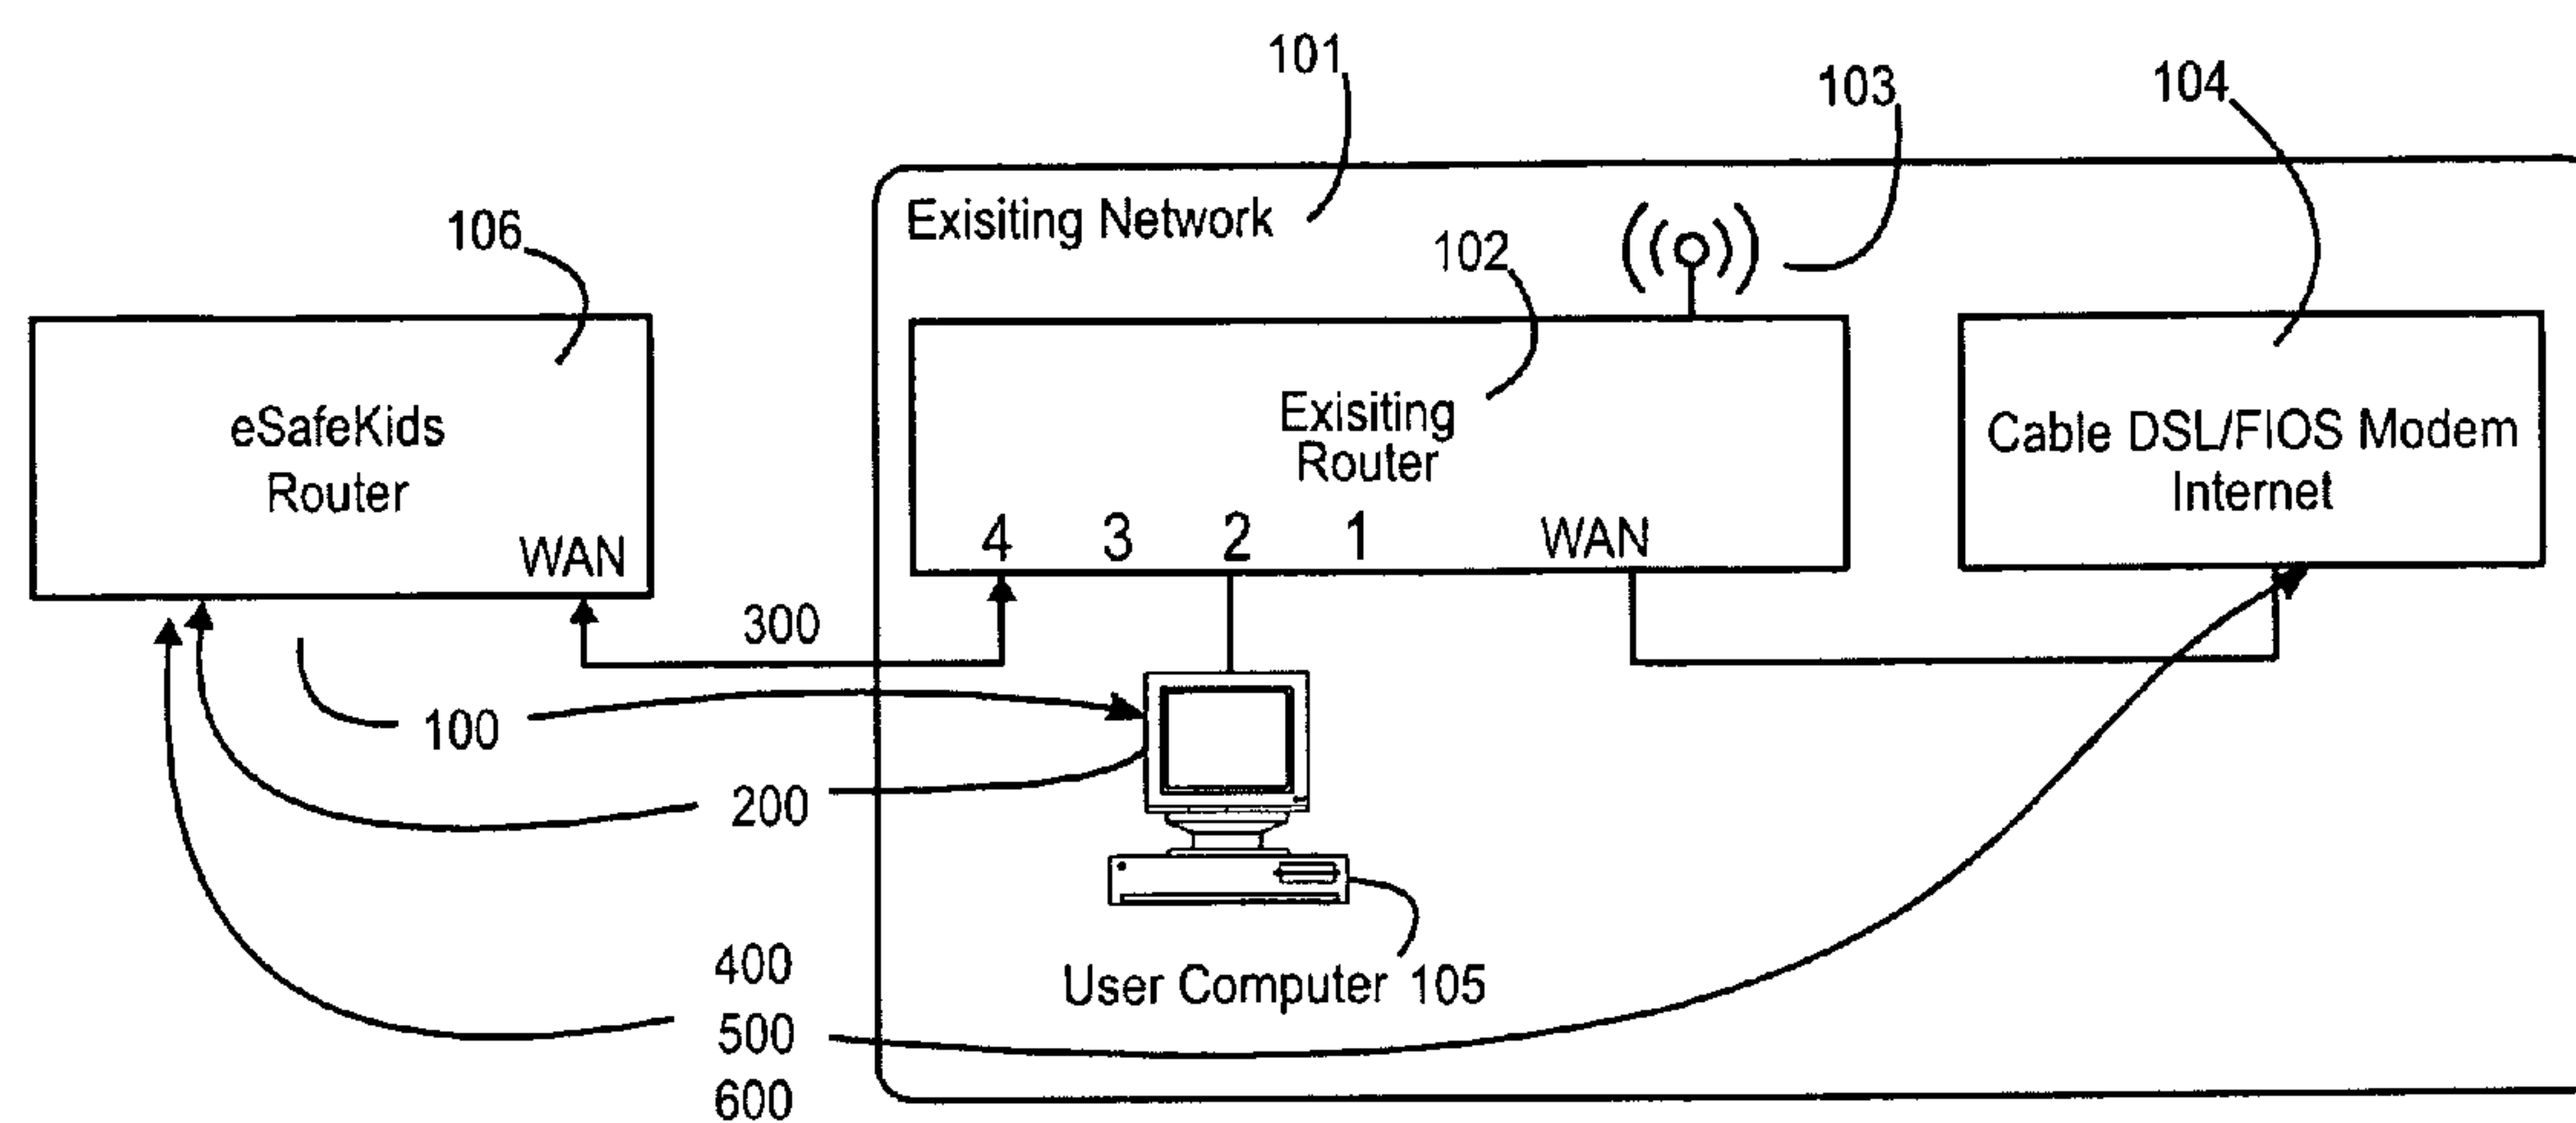 101
103
104
106
Exisiting Network
102
eSafeKids
Router
WAN
Exisiting
Router
4 3 2 1 WAN
Cable DSL/FIOS Modem
Internet
300
100
200
400
500
600
User Computer 105